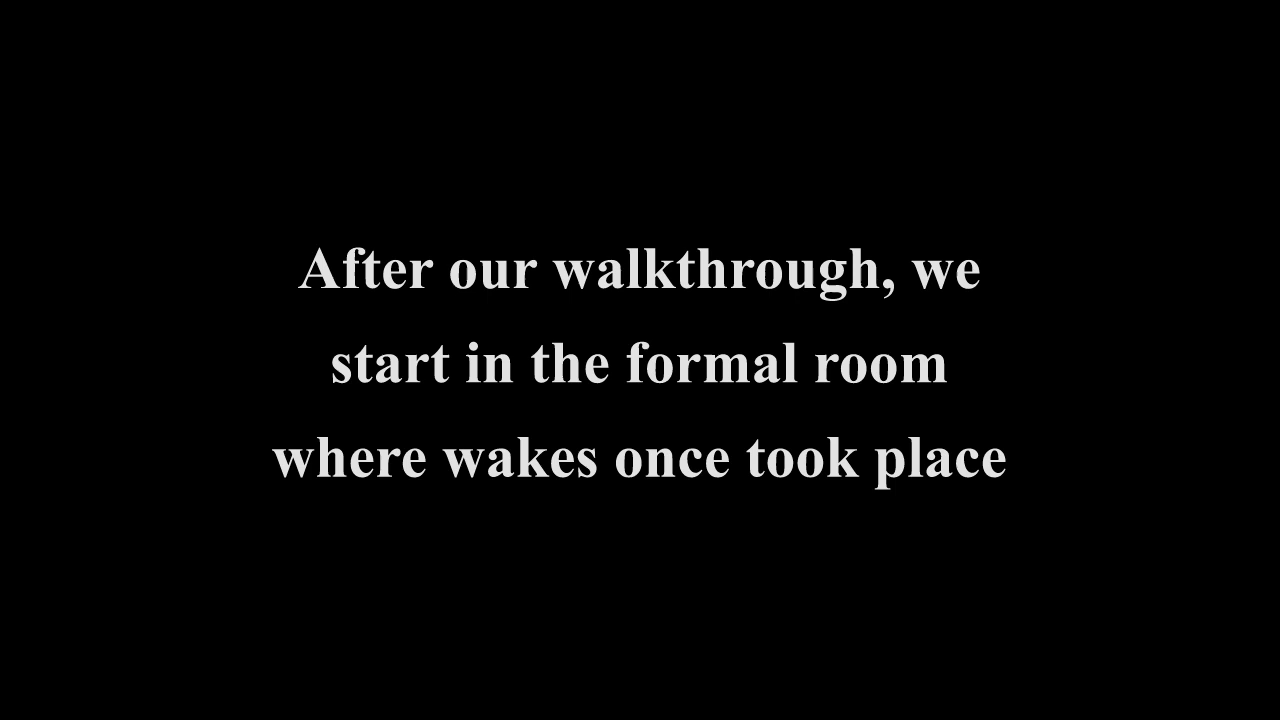 After our walkthrough, we
start in the formal room
where wakes once took place